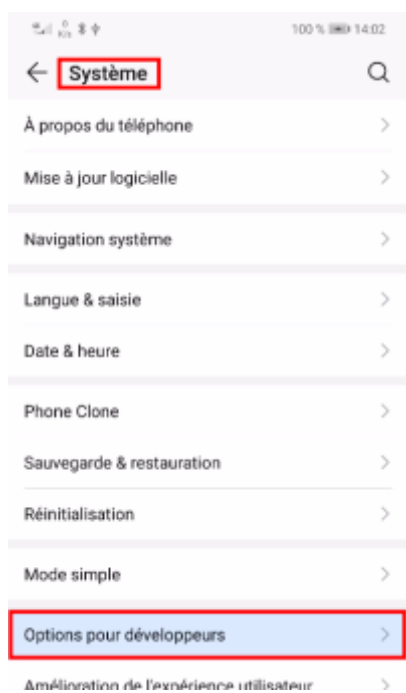 0
K/s
100 % 14:02
Système
À propos du téléphone
Mise à jour logicielle
Navigation système
Langue & saisie
Date & heure
Phone Clone
Sauvegarde & restauration
Réinitialisation
Mode simple
Options pour développeurs
Amélioration de l'expérience utilisateur